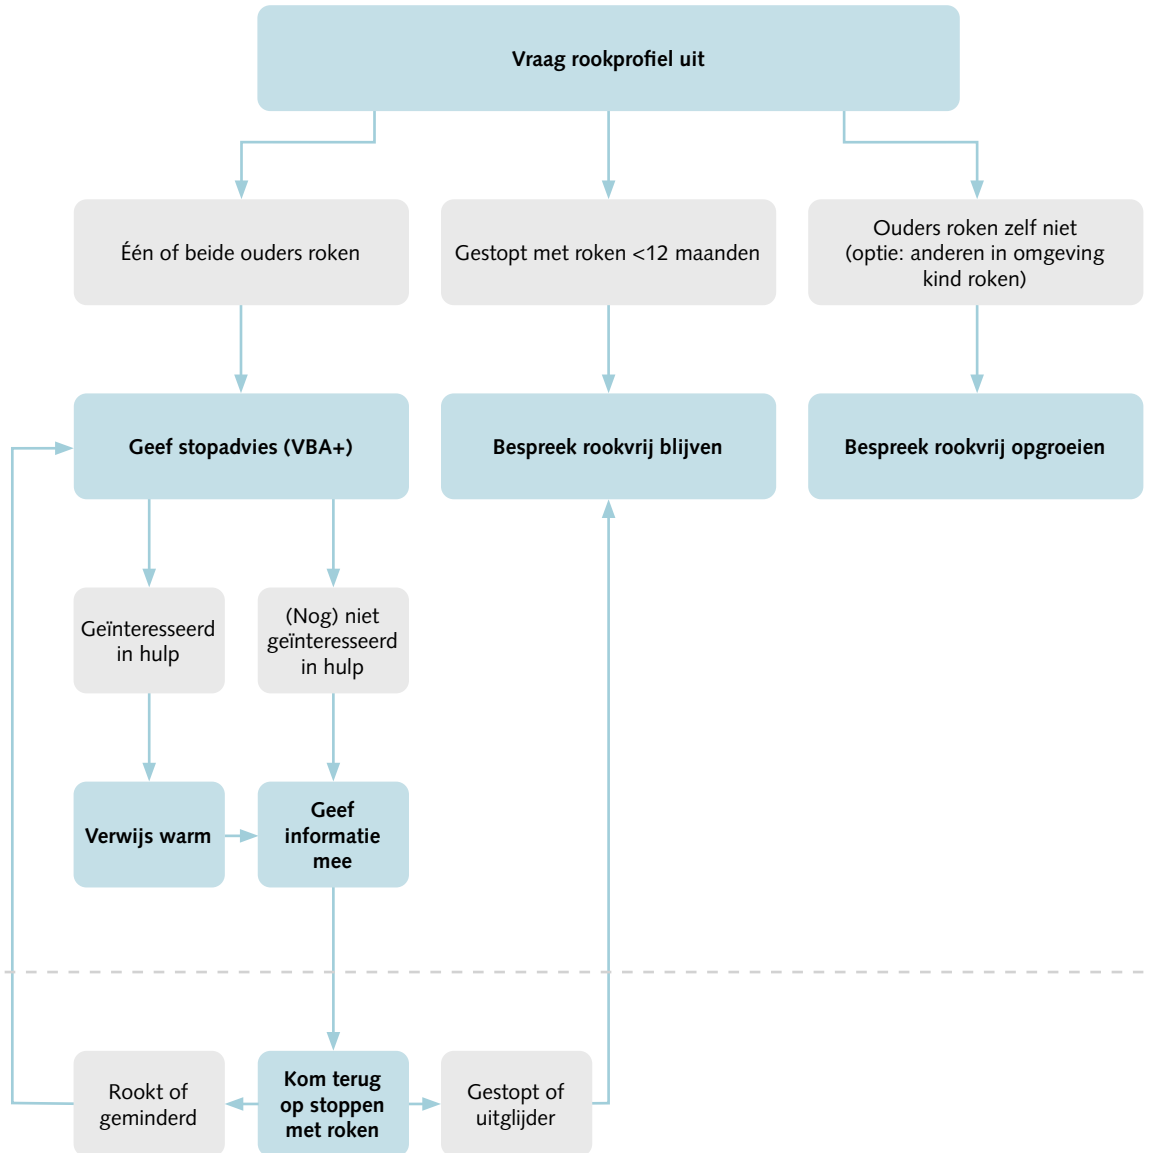 Vraag rookprofiel uit
Één of beide ouders roken
Gestopt met roken <12 maanden
Ouders roken zelf niet
(optie: anderen in omgeving
kind roken)
Geef stopadvies (VBA+)
Bespreek rookvrij blijven
Bespreek rookvrij opgroeien
Geïnteresseerd
in hulp
(Nog) niet
geïnteresseerd
in hulp
Verwijs warm
Geef
informatie
mee
Rookt of
geminderd
Kom terug
op stoppen
met roken
Gestopt of
uitglijder